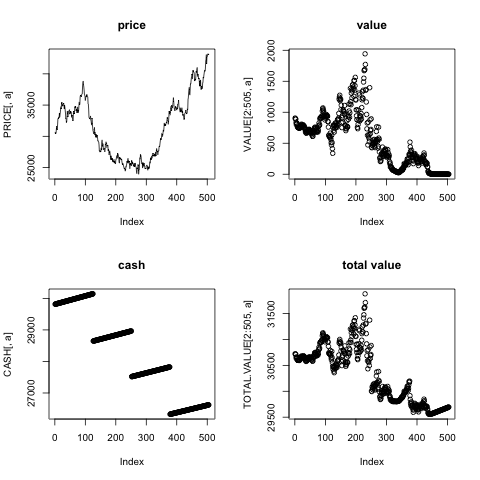 price
PRICE[, a]
25000
35000
0 100 200 300 400 500
Index
value
VALUE[2:505, a]
0 500 1000 1500 2000
0 100 200 300 400 500
Index
cash
CASH[, a]
27000
29000
0 100 200 300 400 500
Index
total value
TOTAL.VALUE[2:505, a]
29500
30500
31500
0 100 200 300 400 500
Index